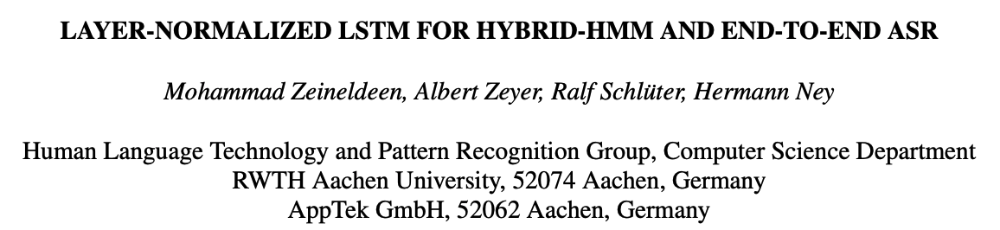 LAYER-NORMALIZED LSTM FOR HYBRID-HMM AND END-TO-END ASR
Mohammad Zeineldeen, Albert Zeyer, Ralf Schlüter, Hermann Ney
Human Language Technology and Pattern Recognition Group, Computer Science Department
RWTH Aachen University, 52074 Aachen, Germany
AppTek GmbH, 52062 Aachen, Germany